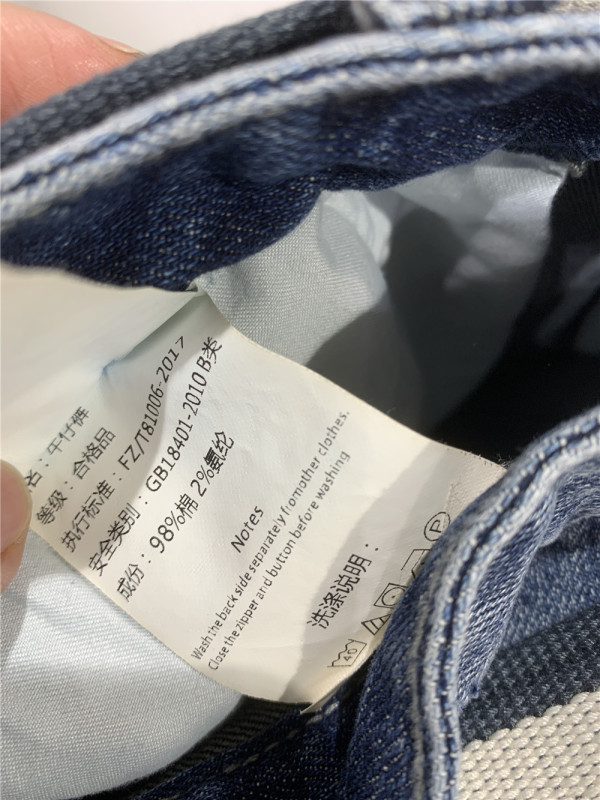 名：牛仔裤
等级：合格品
执行标准：FZ/T81006-2017
安全类别：GB18401-2010 B类
成份：98%棉 2%氨纶
Notes
Wash the back side separately from other clothes.
Close the zipper and button before washing
洗涤说明：
40
P